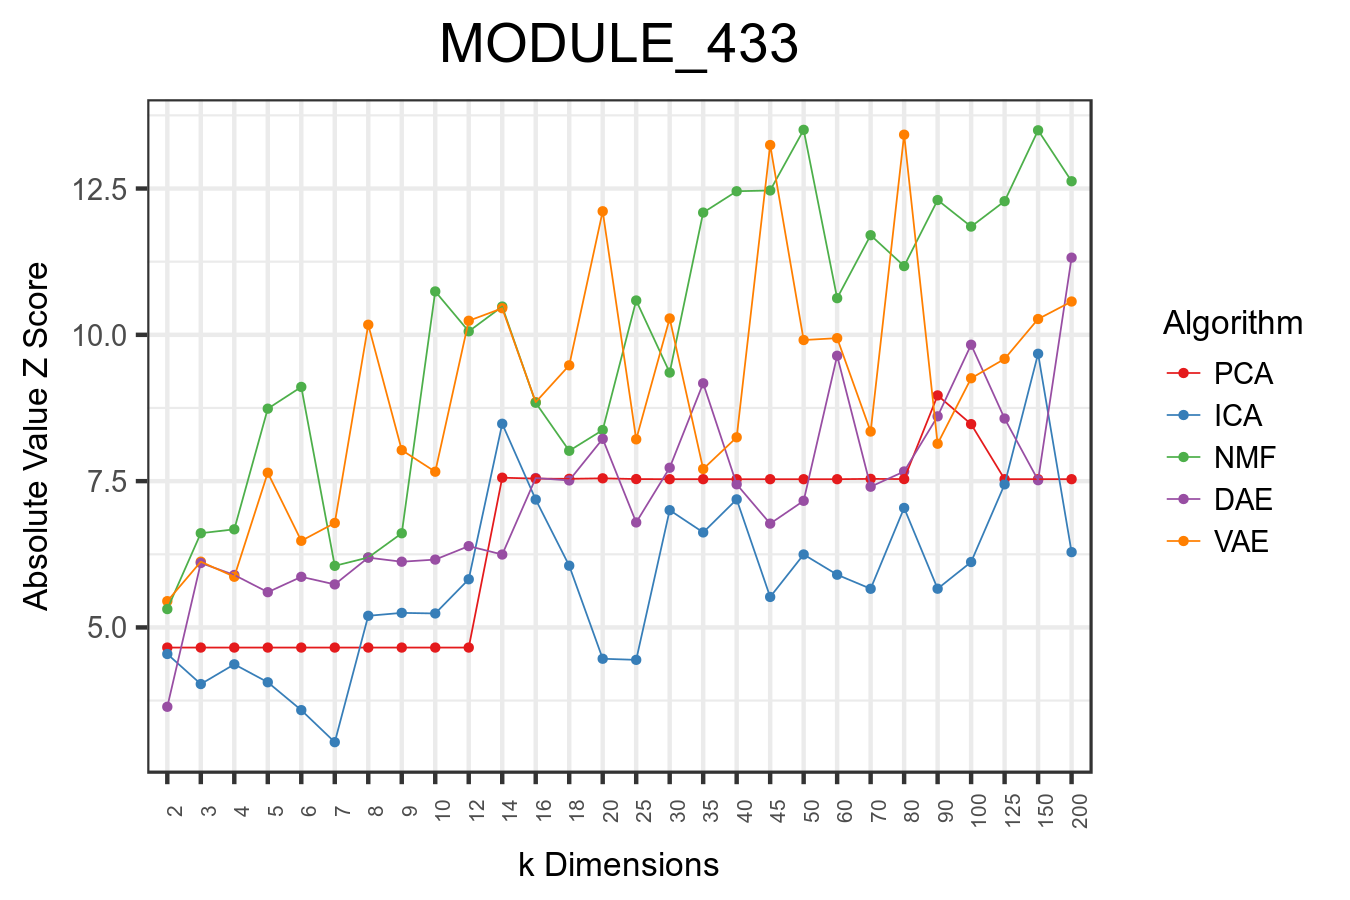 MODULE_433
Absolute Value Z Score
12.5
10.0
7.5
5.0
2 3 4 5 6 7 8 9 10 12 14 16 18 20 25 30 35 40 45 50 60 70 80 90 100 125 150 200
k Dimensions
Algorithm
PCA
ICA
NMF
DAE
VAE